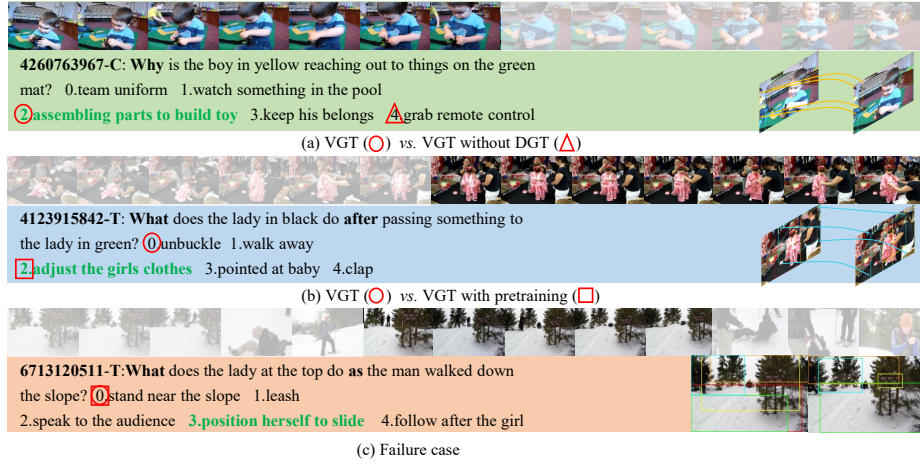 4260763967-C: Why is the boy in yellow reaching out to things on the green
mat? 0.team uniform 1.watch something in the pool
2.assembling parts to build toy 3.keep his belongs 4.grab remote control
(a) VGT ( ) vs. VGT without DGT ( )
4123915842-T: What does the lady in black do after passing something to
the lady in green? 0.unbuckle 1.walk away
2.adjust the girls clothes 3.pointed at baby 4.clap
(b) VGT ( ) vs. VGT with pretraining ( )
6713120511-T:What does the lady at the top do as the man walked down
the slope? 0.stand near the slope 1.leash
2.speak to the audience 3.position herself to slide 4.follow after the girl
(c) Failure case